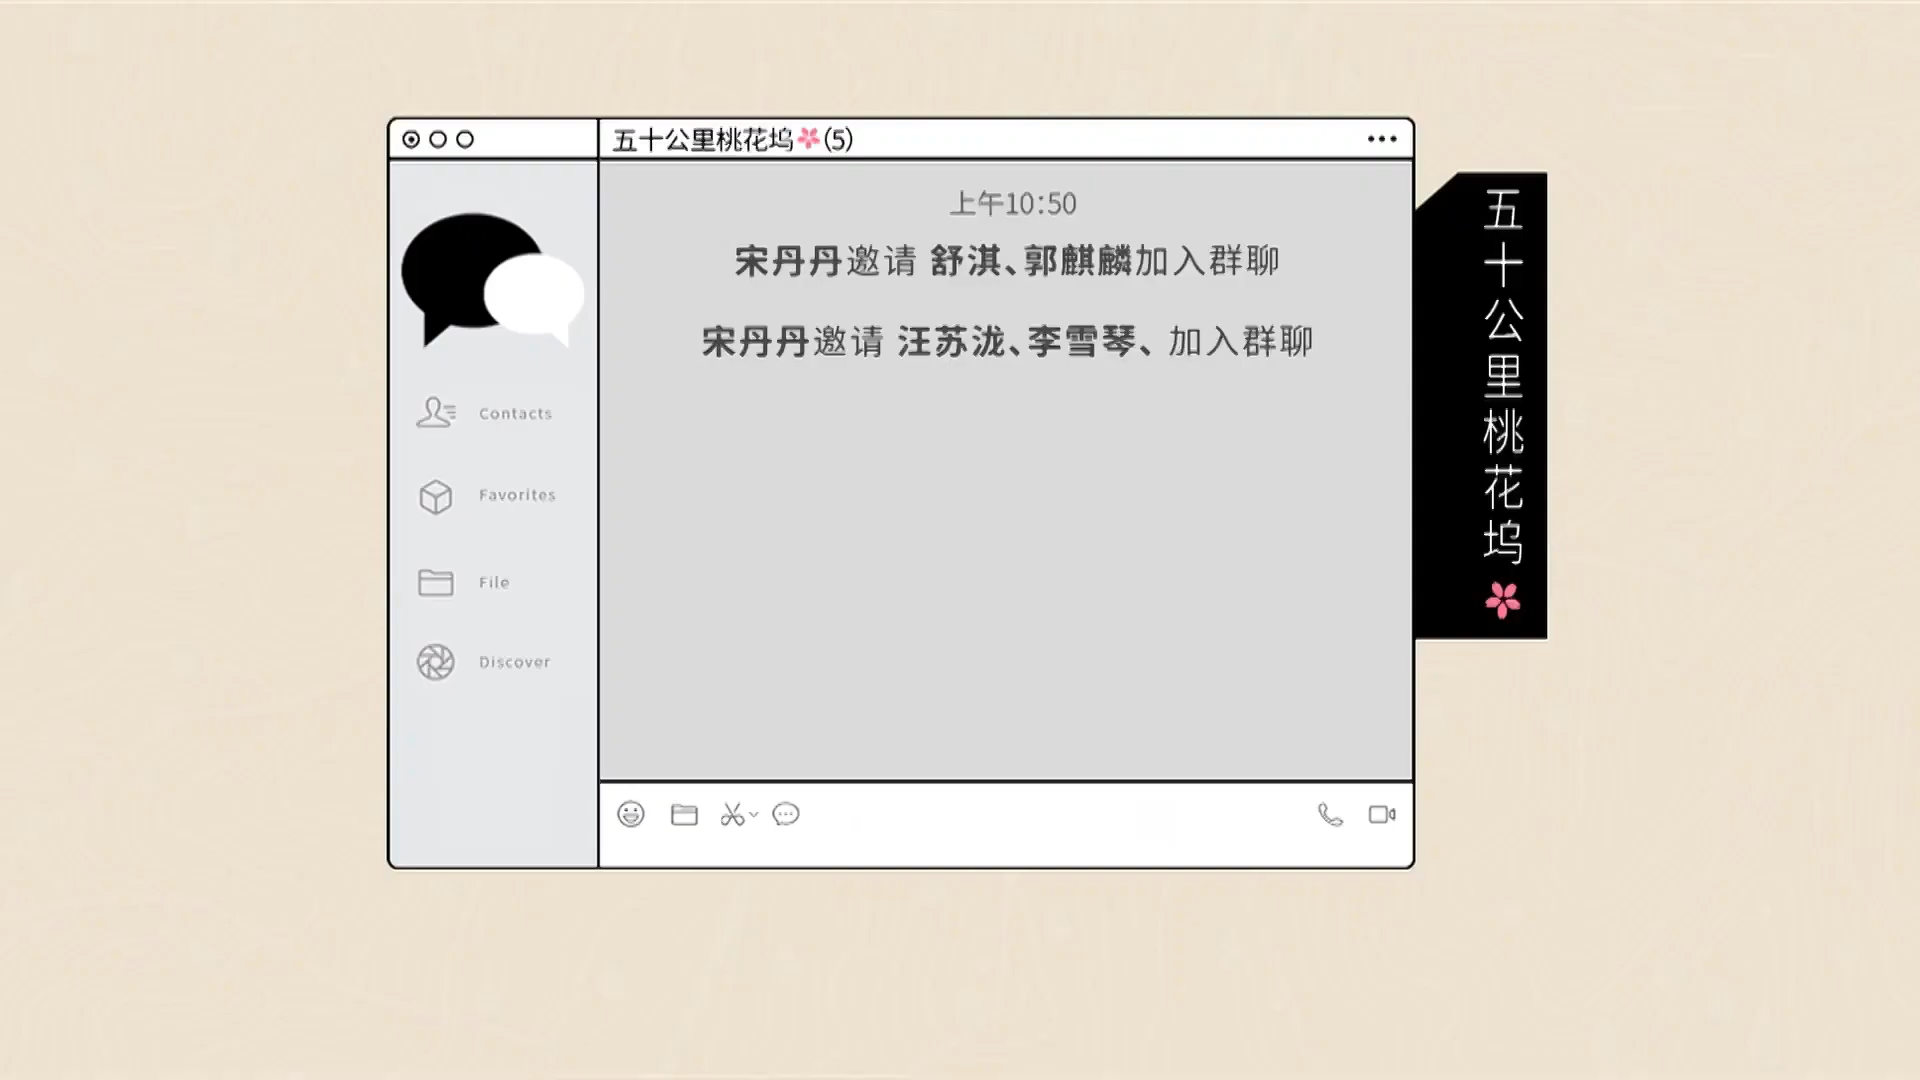 五十公里桃花坞🌸(5)
上午10:50
宋丹丹邀请 舒淇、郭麒麟加入群聊
宋丹丹邀请 汪苏泷、李雪琴、 加入群聊
Contacts
Favorites
File
Discover
五十公里桃花坞